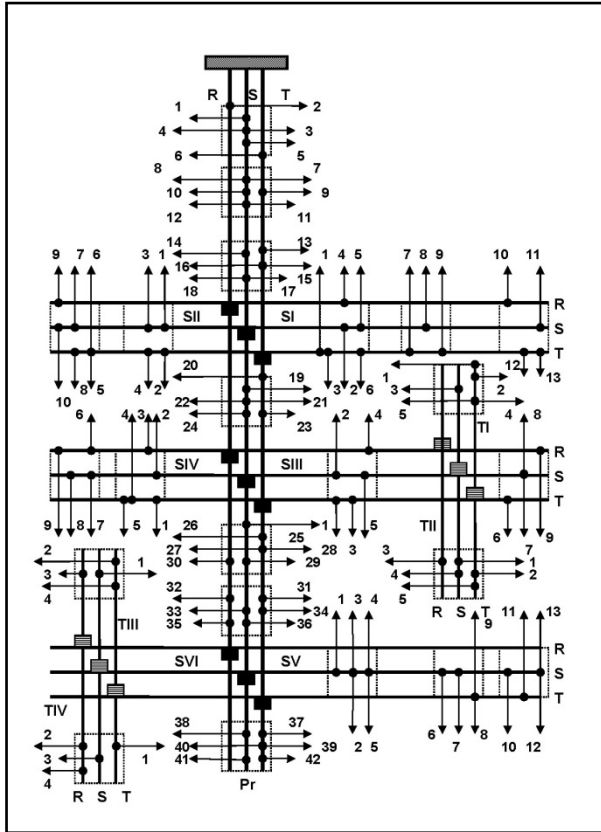 R S T
1 2
4 3
6 5
8 7
10 9
12 11
14 13
9 7 6 3 1 16 15 1 4 5 7 8 9 10 11
18 17
R
SII SI S
T
20 12
19 1 13
10 8 5 4 2 3 2 6 3 2
22 21 5 4 8
6 4 3 2 24 23 2 4 TI
R
SIV SIII S
T
TII
9 8 7 5 1 26 1 6 9
25 28 3 5
2 1 27 3 7 1
3 30 29 4 2
4 32 31 5
33 34 1 3 4 R S T 11 13
TIII 35 36 9
R
SVI SV S
TIV T
2 38 37 6 8 10 12
3 1 40 39 2 5 7
4 41 42
R S T Pr